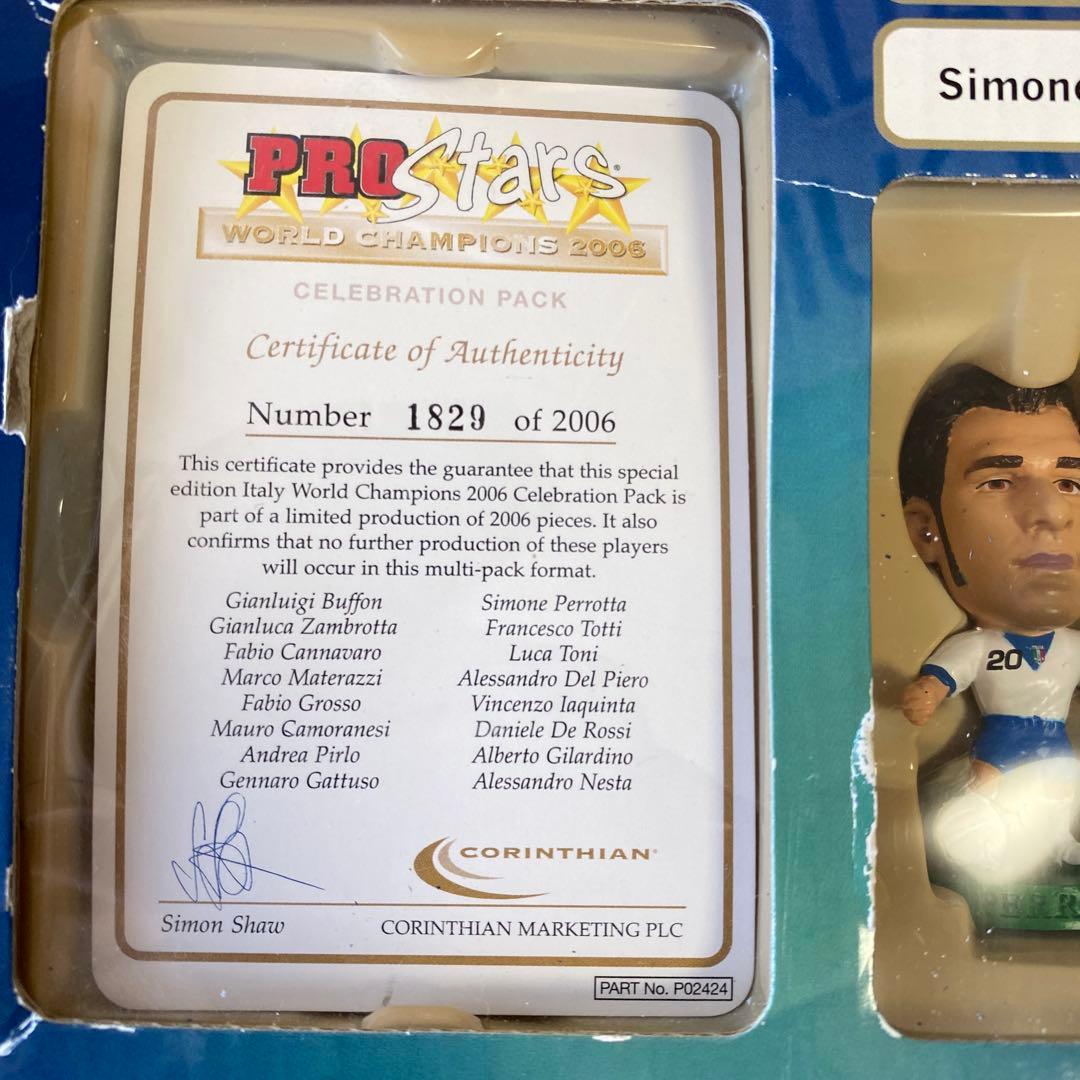 PROStars
WORLD CHAMPIONS 2006
CELEBRATION PACK
Certificate of Authenticity
Number 1829 of 2006
This certificate provides the guarantee that this special
edition Italy World Champions 2006 Celebration Pack is
part of a limited production of 2006 pieces. It also
confirms that no further production of these players
will occur in this multi-pack format.
Gianluigi Buffon
Gianluca Zambrotta
Fabio Cannavaro
Marco Materazzi
Fabio Grosso
Mauro Camoranesi
Andrea Pirlo
Gennaro Gattuso
Simone Perrotta
Francesco Totti
Luca Toni
Alessandro Del Piero
Vincenzo Iaquinta
Daniele De Rossi
Alberto Gilardino
Alessandro Nesta
CORINTHIAN
Simon Shaw
CORINTHIAN MARKETING PLC
PART No. P02424
Simone
20